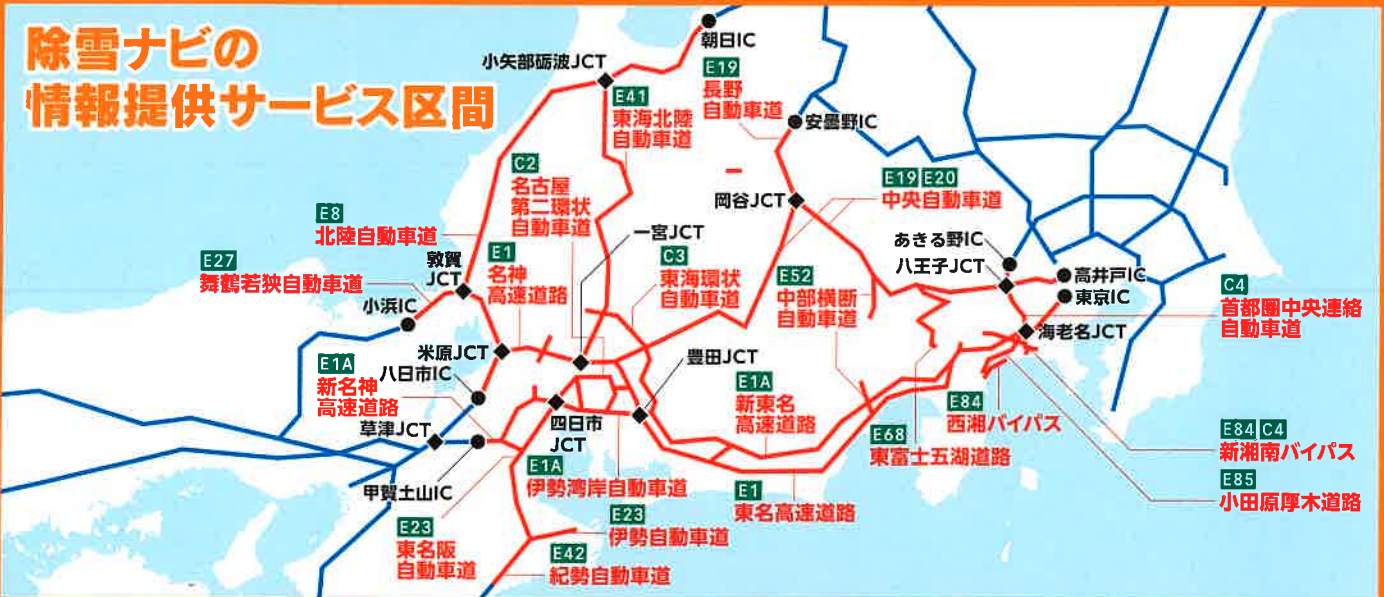 除雪ナビの
情報提供サービス区間
朝日IC
小矢部砺波JCT
E19
長野
自動車道
E41
東海北陸
自動車道
安曇野IC
C2
名古屋
第二環状
自動車道
E19 E20
中央自動車道
岡谷JCT
E8
北陸自動車道
一宮JCT
あきる野IC
八王子JCT
E27
舞鶴若狭自動車道
敦賀
JCT
E1
名神
高速道路
C3
東海環状
自動車道
E52
中部横断
自動車道
高井戸IC
東京IC
C4
首都圏中央連絡
自動車道
小浜IC
海老名JCT
米原JCT
豊田JCT
E1A
新名神
高速道路
八日市IC
E1A
新東名
高速道路
E84
西湘バイパス
草津JCT
四日市
JCT
E68
東富士五湖道路
E84 C4
新湘南バイパス
E1A
伊勢湾岸自動車道
E85
小田原厚木道路
甲賀土山IC
E1
東名高速道路
E23
東名阪
自動車道
E23
伊勢自動車道
E42
紀勢自動車道